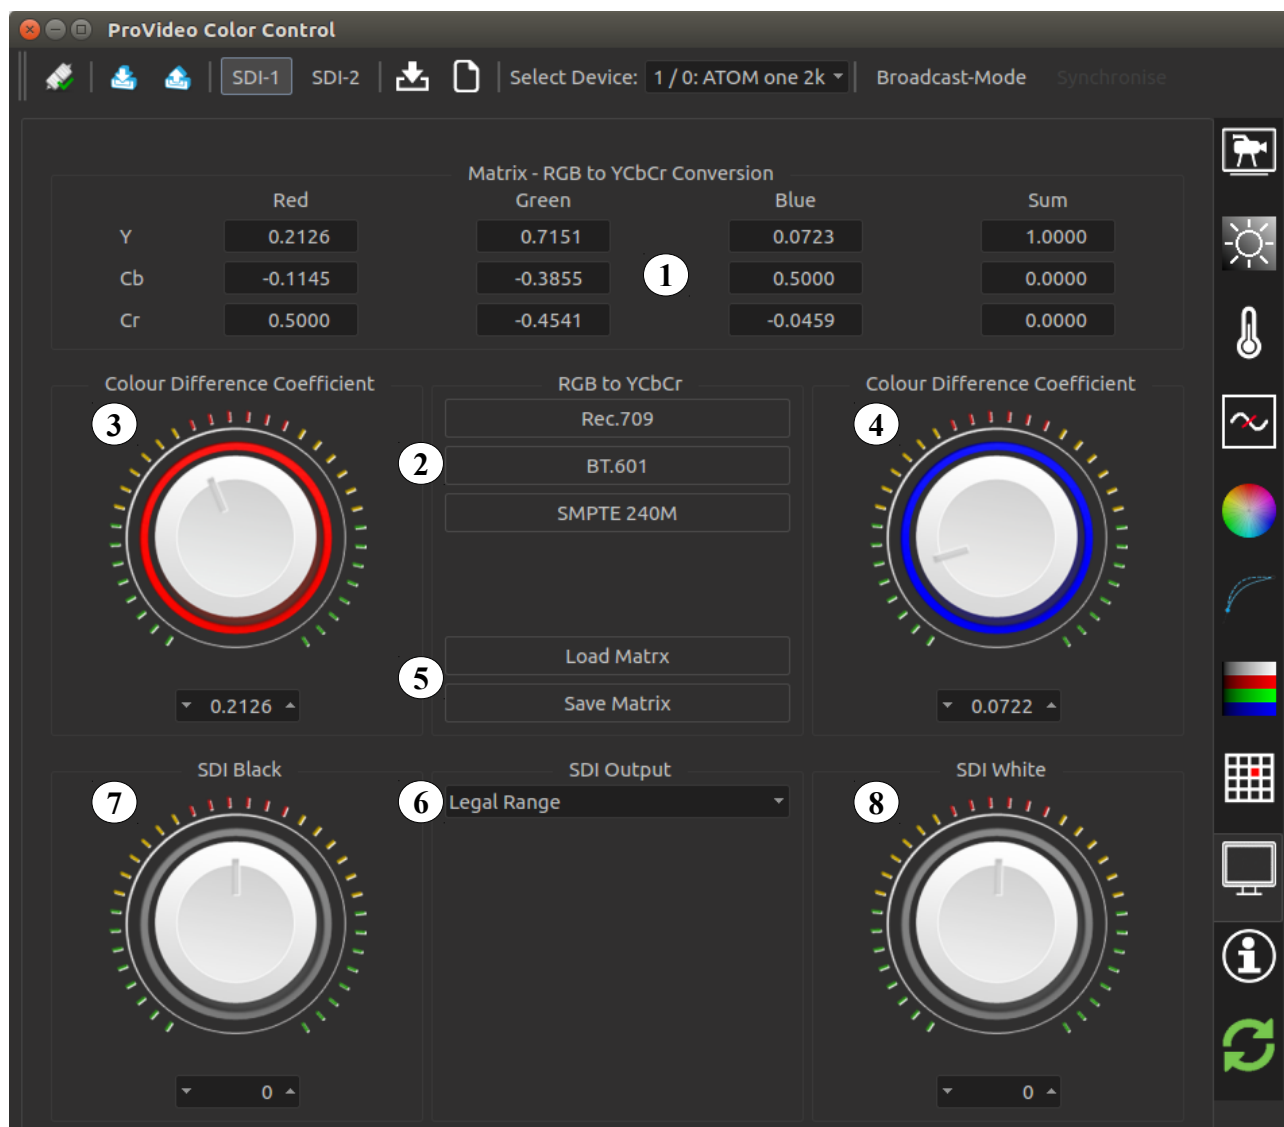 ProVideo Color Control
SDI-1 SDI-2 Select Device: 1 / 0: ATOM one 2k Broadcast-Mode Synchronise
Matrix - RGB to YCbCr Conversion
Red Green Blue Sum
Y 0.2126 0.7151 0.0723 1.0000
Cb -0.1145 -0.3855 1 0.5000 0.0000
Cr 0.5000 -0.4541 -0.0459 0.0000
Colour Difference Coefficient RGB to YCbCr Colour Difference Coefficient
3 Rec.709 4
2 BT.601
SMPTE 240M
Load Matrx
5
0.2126 Save Matrix 0.0722
SDI Black SDI Output SDI White
7 6 Legal Range 8
0 0